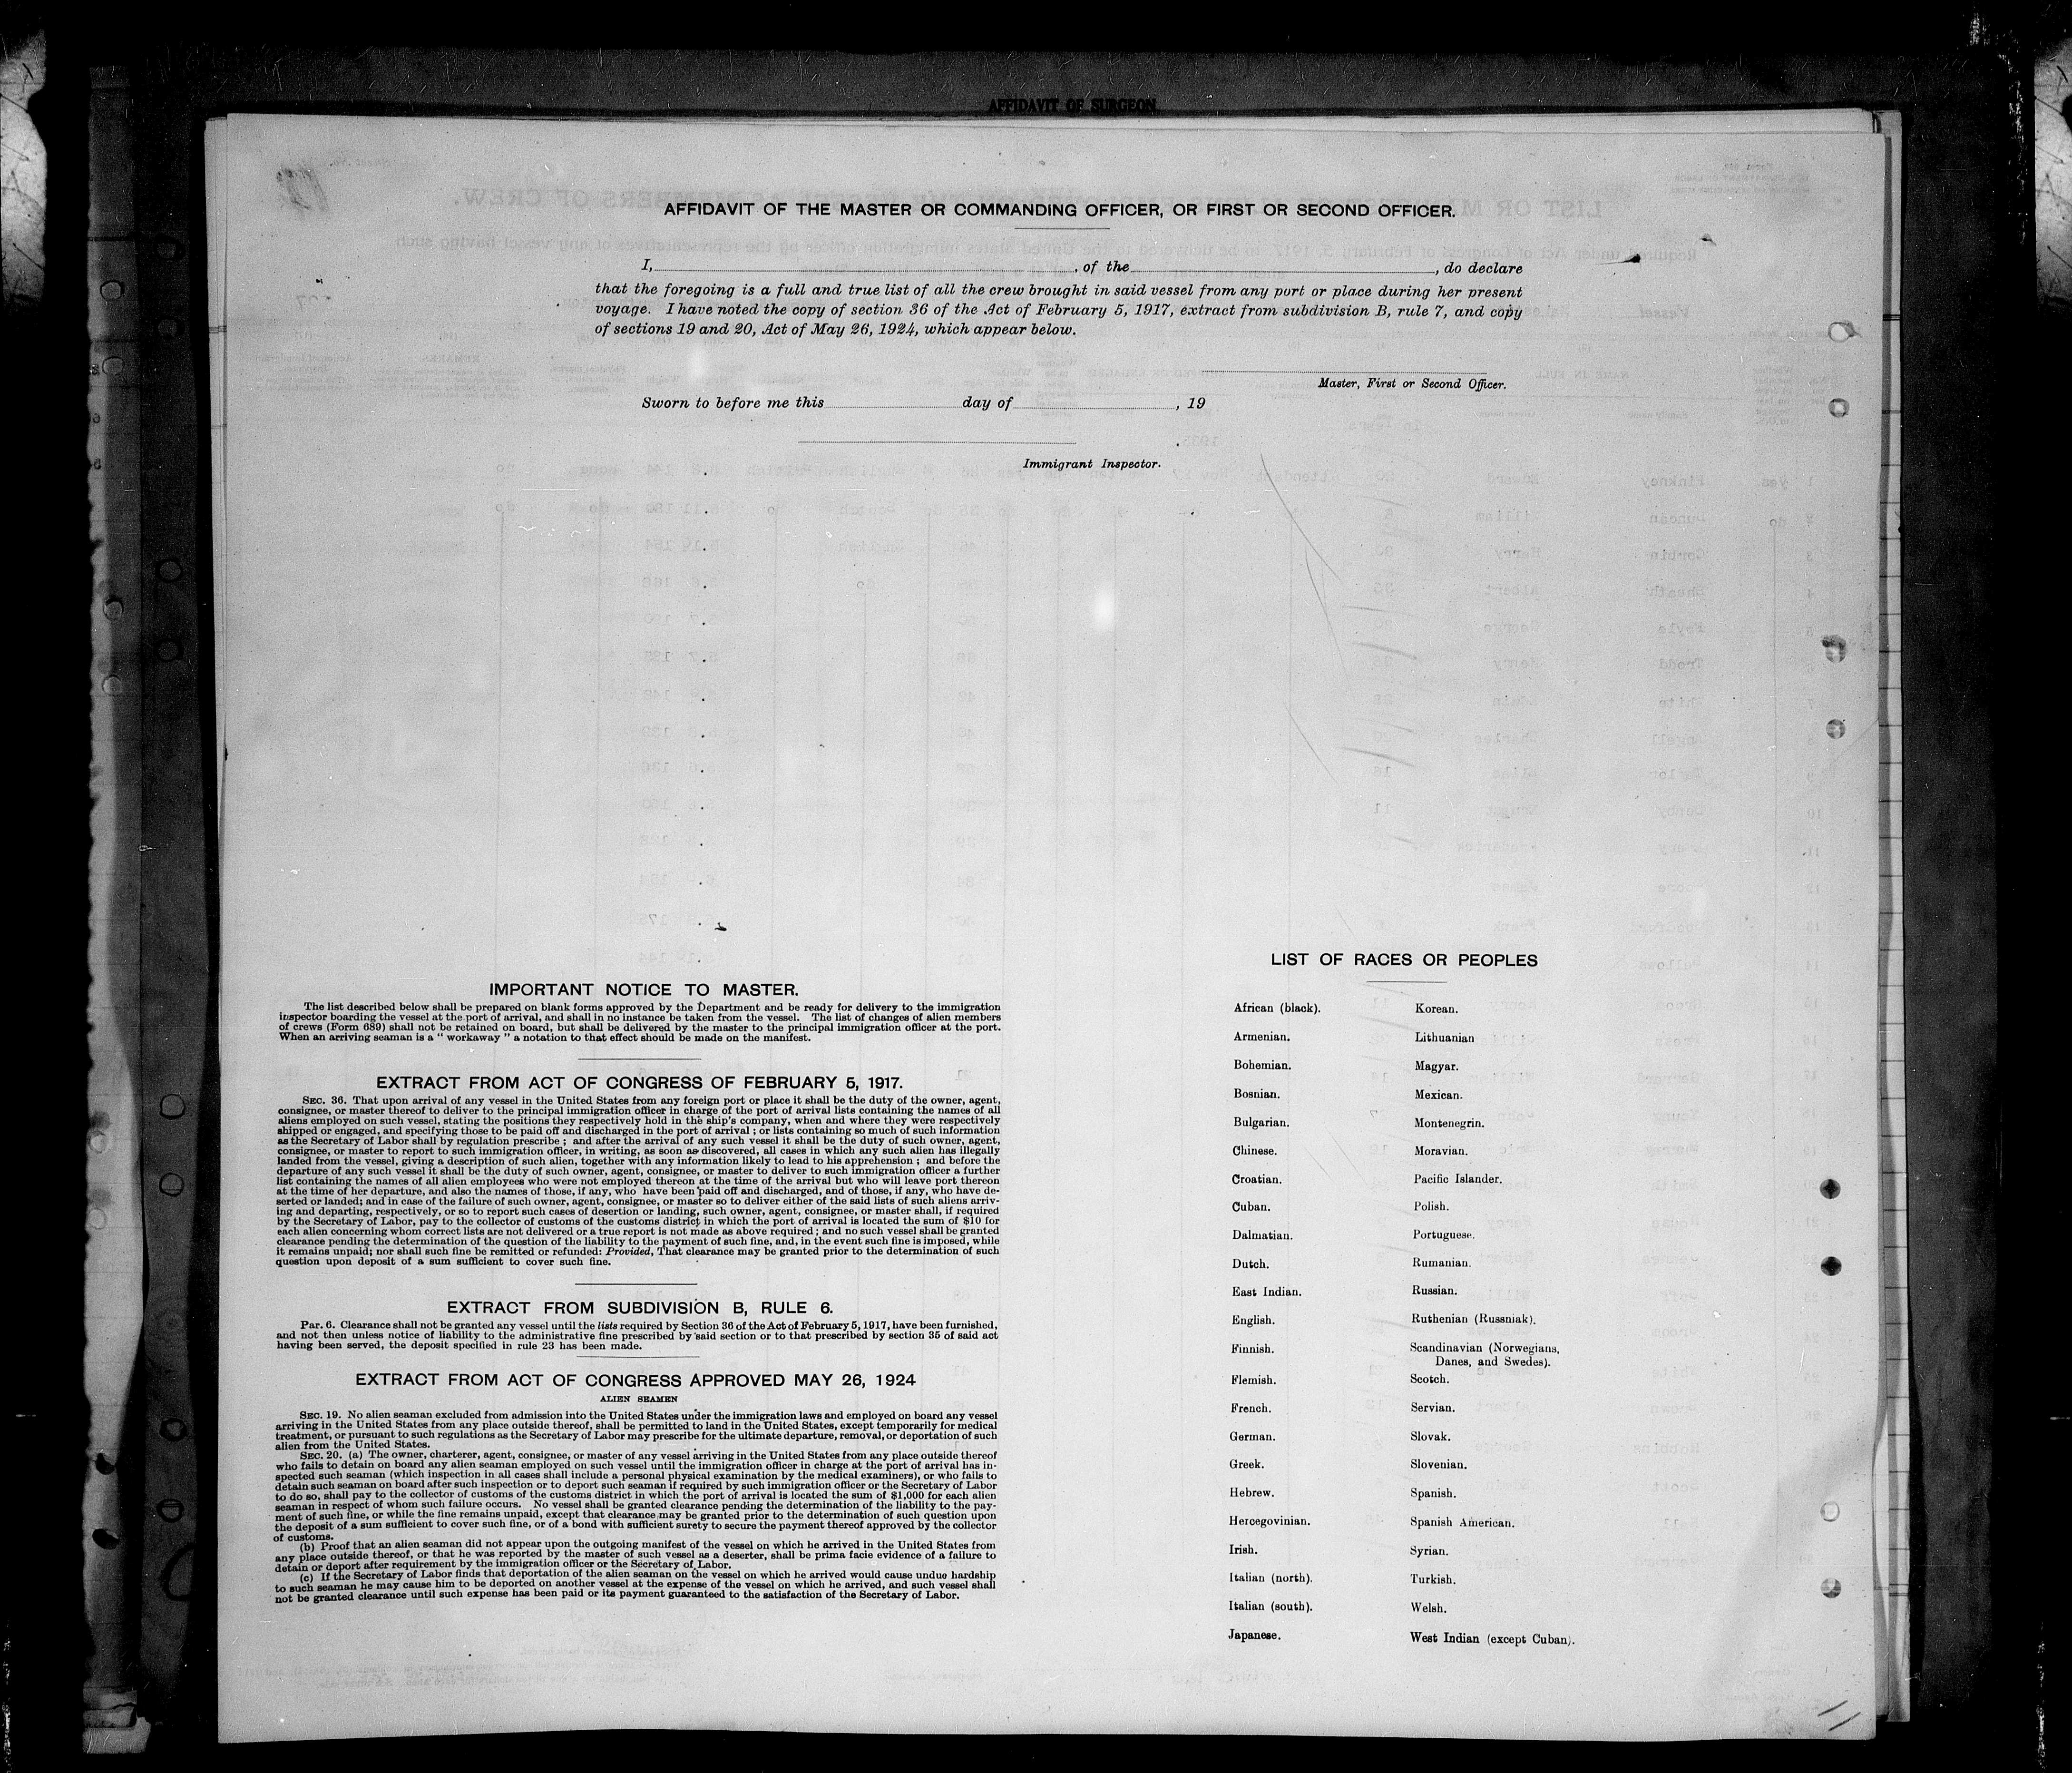 AFFIDAVIT OF SURGEON
AFFIDAVIT OF THE MASTER OR COMMANDING OFFICER, OR FIRST OR SECOND OFFICER.
I, , of the , do declare
that the foregoing is a full and true list of all the crew brought in said vessel from any port or place during her present
voyage. I have noted the copy of section 36 of the Act of February 5, 1917, extract from subdivision B, rule 7, and copy
of sections 19 and 20, Act of May 26, 1924, which appear below.
Master, First or Second Officer.
Sworn to before me this day of , 19
Immigrant Inspector.
IMPORTANT NOTICE TO MASTER.
The list described below shall be prepared on blank forms approved by the Department and be ready for delivery to the immigration
inspector boarding the vessel at the port of arrival, and shall in no instance be taken from the vessel. The list of changes of alien members
of crews (Form 689) shall not be retained on board, but shall be delivered by the master to the principal immigration officer at the port.
When an arriving seaman is a " workaway " a notation to that effect should be made on the manifest.
EXTRACT FROM ACT OF CONGRESS OF FEBRUARY 5, 1917.
SEC. 36. That upon arrival of any vessel in the United States from any foreign port or place it shall be the duty of the owner, agent,
consignee, or master thereof to deliver to the principal immigration officer in charge of the port of arrival lists containing the names of all
aliens employed on such vessel, stating the positions they respectively hold in the ship's company, when and where they were respectively
shipped or engaged, and specifying those to be paid off and discharged in the port of arrival ; or lists containing so much of such information
as the Secretary of Labor shall by regulation prescribe ; and after the arrival of any such vessel it shall be the duty of such owner, agent,
consignee, or master to report to such immigration officer, in writing, as soon as discovered, all cases in which any such alien has illegally
landed from the vessel, giving a description of such alien, together with any information likely to lead to his apprehension ; and before the
departure of any such vessel it shall be the duty of such owner, agent, consignee, or master to deliver to such immigration officer a further
list containing the names of all alien employees who were not employed thereon at the time of the arrival but who will leave port thereon
at the time of her departure, and also the names of those, if any, who have been paid off and discharged, and of those, if any, who have de-
serted or landed; and in case of the failure of such owner, agent, consignee, or master so to deliver either of the said lists of such aliens arriv-
ing and departing, respectively, or so to report such cases of desertion or landing, such owner, agent, consignee, or master shall, if required
by the Secretary of Labor, pay to the collector of customs of the customs district in which the port of arrival is located the sum of $10 for
each alien concerning whom correct lists are not delivered or a true report is not made as above required ; and no such vessel shall be granted
clearance pending the determination of the question of the liability to the payment of such fine, and, in the event such fine is imposed, while
it remains unpaid; nor shall such fine be remitted or refunded: Provided, That clearance may be granted prior to the determination of such
question upon deposit of a sum sufficient to cover such fine.
EXTRACT FROM SUBDIVISION B, RULE 6.
Par. 6. Clearance shall not be granted any vessel until the lists required by Section 36 of the Act of February 5, 1917, have been furnished,
and not then unless notice of liability to the administrative fine prescribed by said section or to that prescribed by section 35 of said act
having been served, the deposit specified in rule 23 has been made.
EXTRACT FROM ACT OF CONGRESS APPROVED MAY 26, 1924
ALIEN SEAMEN
SEC. 19. No alien seaman excluded from admission into the United States under the immigration laws and employed on board any vessel
arriving in the United States from any place outside thereof, shall be permitted to land in the United States, except temporarily for medical
treatment, or pursuant to such regulations as the Secretary of Labor may prescribe for the ultimate departure, removal, or deportation of such
alien from the United States.
SEC. 20. (a) The owner, charterer, agent, consignee, or master of any vessel arriving in the United States from any place outside thereof
who fails to detain on board any alien seaman employed on such vessel until the immigration officer in charge at the port of arrival has in-
spected such seaman (which inspection in all cases shall include a personal physical examination by the medical examiners), or who fails to
detain such seaman on board after such inspection or to deport such seaman if required by such immigration officer or the Secretary of Labor
to do so, shall pay to the collector of customs of the customs district in which the port of arrival is located the sum of $1,000 for each alien
seaman in respect of whom such failure occurs. No vessel shall be granted clearance pending the determination of the liability to the pay-
ment of such fine, or while the fine remains unpaid, except that clearance may be granted prior to the determination of such question upon
the deposit of a sum sufficient to cover such fine, or of a bond with sufficient surety to secure the payment thereof approved by the collector
of customs.
(b) Proof that an alien seaman did not appear upon the outgoing manifest of the vessel on which he arrived in the United States from
any place outside thereof, or that he was reported by the master of such vessel as a deserter, shall be prima facie evidence of a failure to
detain or deport after requirement by the immigration officer or the Secretary of Labor.
(c) If the Secretary of Labor finds that deportation of the alien seaman on the vessel on which he arrived would cause undue hardship
to such seaman he may cause him to be deported on another vessel at the expense of the vessel on which he arrived, and such vessel shall
not be granted clearance until such expense has been paid or its payment guaranteed to the satisfaction of the Secretary of Labor.
LIST OF RACES OR PEOPLES
African (black).
Armenian.
Bohemian.
Bosnian.
Bulgarian.
Chinese.
Croatian.
Cuban.
Dalmatian.
Dutch.
East Indian.
English.
Finnish.
Flemish.
French.
German.
Greek.
Hebrew.
Hercegovinian.
Irish.
Italian (north).
Italian (south).
Japanese.
Korean.
Lithuanian
Magyar.
Mexican.
Montenegrin.
Moravian.
Pacific Islander.
Polish.
Portuguese.
Rumanian.
Russian.
Ruthenian (Russniak).
Scandinavian (Norwegians,
Danes, and Swedes).
Scotch.
Servian.
Slovak.
Slovenian.
Spanish.
Spanish American.
Syrian.
Turkish.
Welsh.
West Indian (except Cuban).